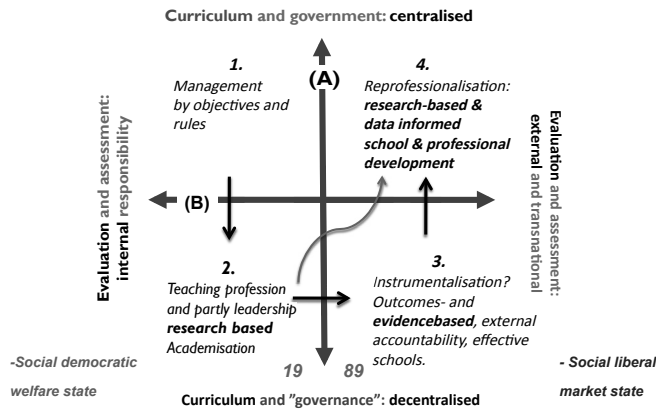 Curriculum and government: centralised
1.
Management
by objectives and
rules
(A)
4.
Reprofessionalisation:
research-based &
data informed
school & professional
development
Evaluation and assessment:
internal responsibility
(B)
Evaluation and assessment:
external and transnational
2.
Teaching profession
and partly leadership
research based
Academisation
3.
Instrumentalisation?
Outcomes- and
evidencebased, external
accountability, effective
schools.
-Social democratic
welfare state
19 89
- Social liberal
market state
Curriculum and ”governance”: decentralised